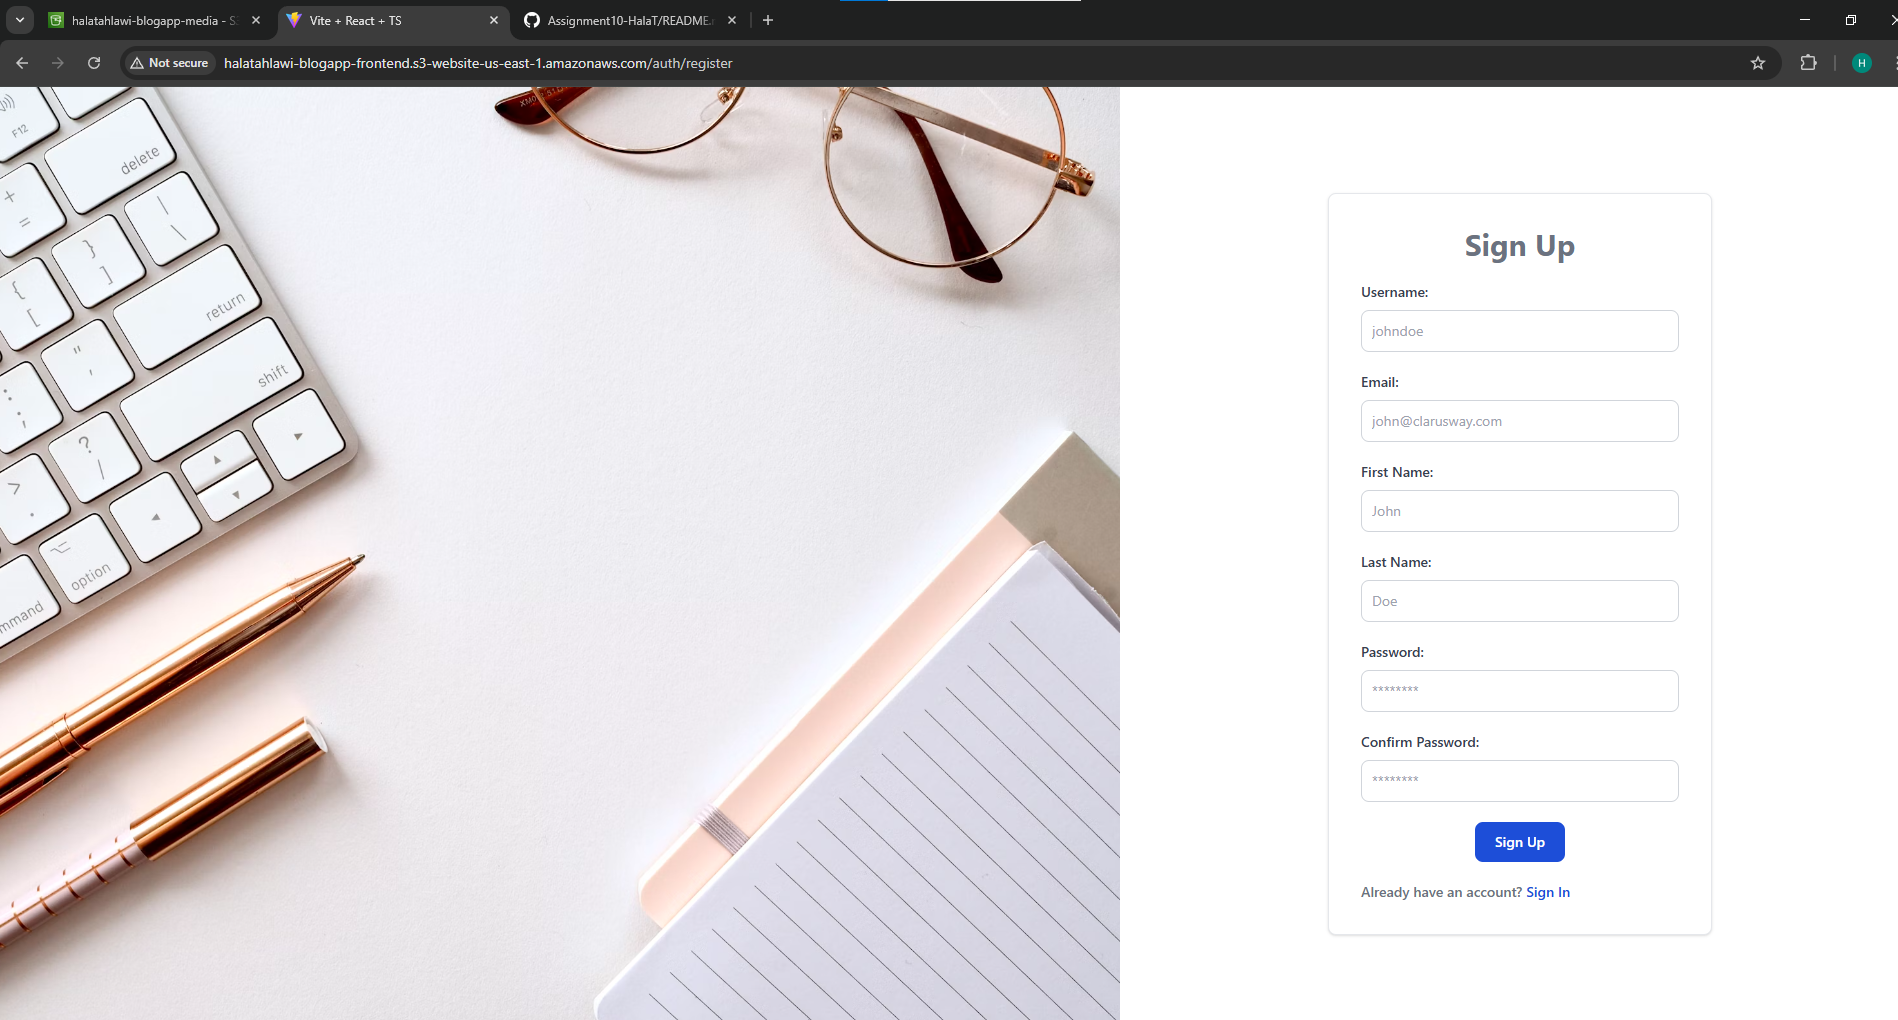 halatahlawi-blogapp-media - S3
Vite + React + TS
Assignment10-HalaT/README.
Not secure
halatahlawi-blogapp-frontend.s3-website-us-east-1.amazonaws.com/auth/register
H
F12
delete
+
=
|
\
}
]
return
{
[
"
'
shift
:
;
?
/
>
.
option
mmand
Sign Up
Username:
johndoe
Email:
john@clarusway.com
First Name:
John
Last Name:
Doe
Password:
********
Confirm Password:
********
Sign Up
Already have an account? Sign In